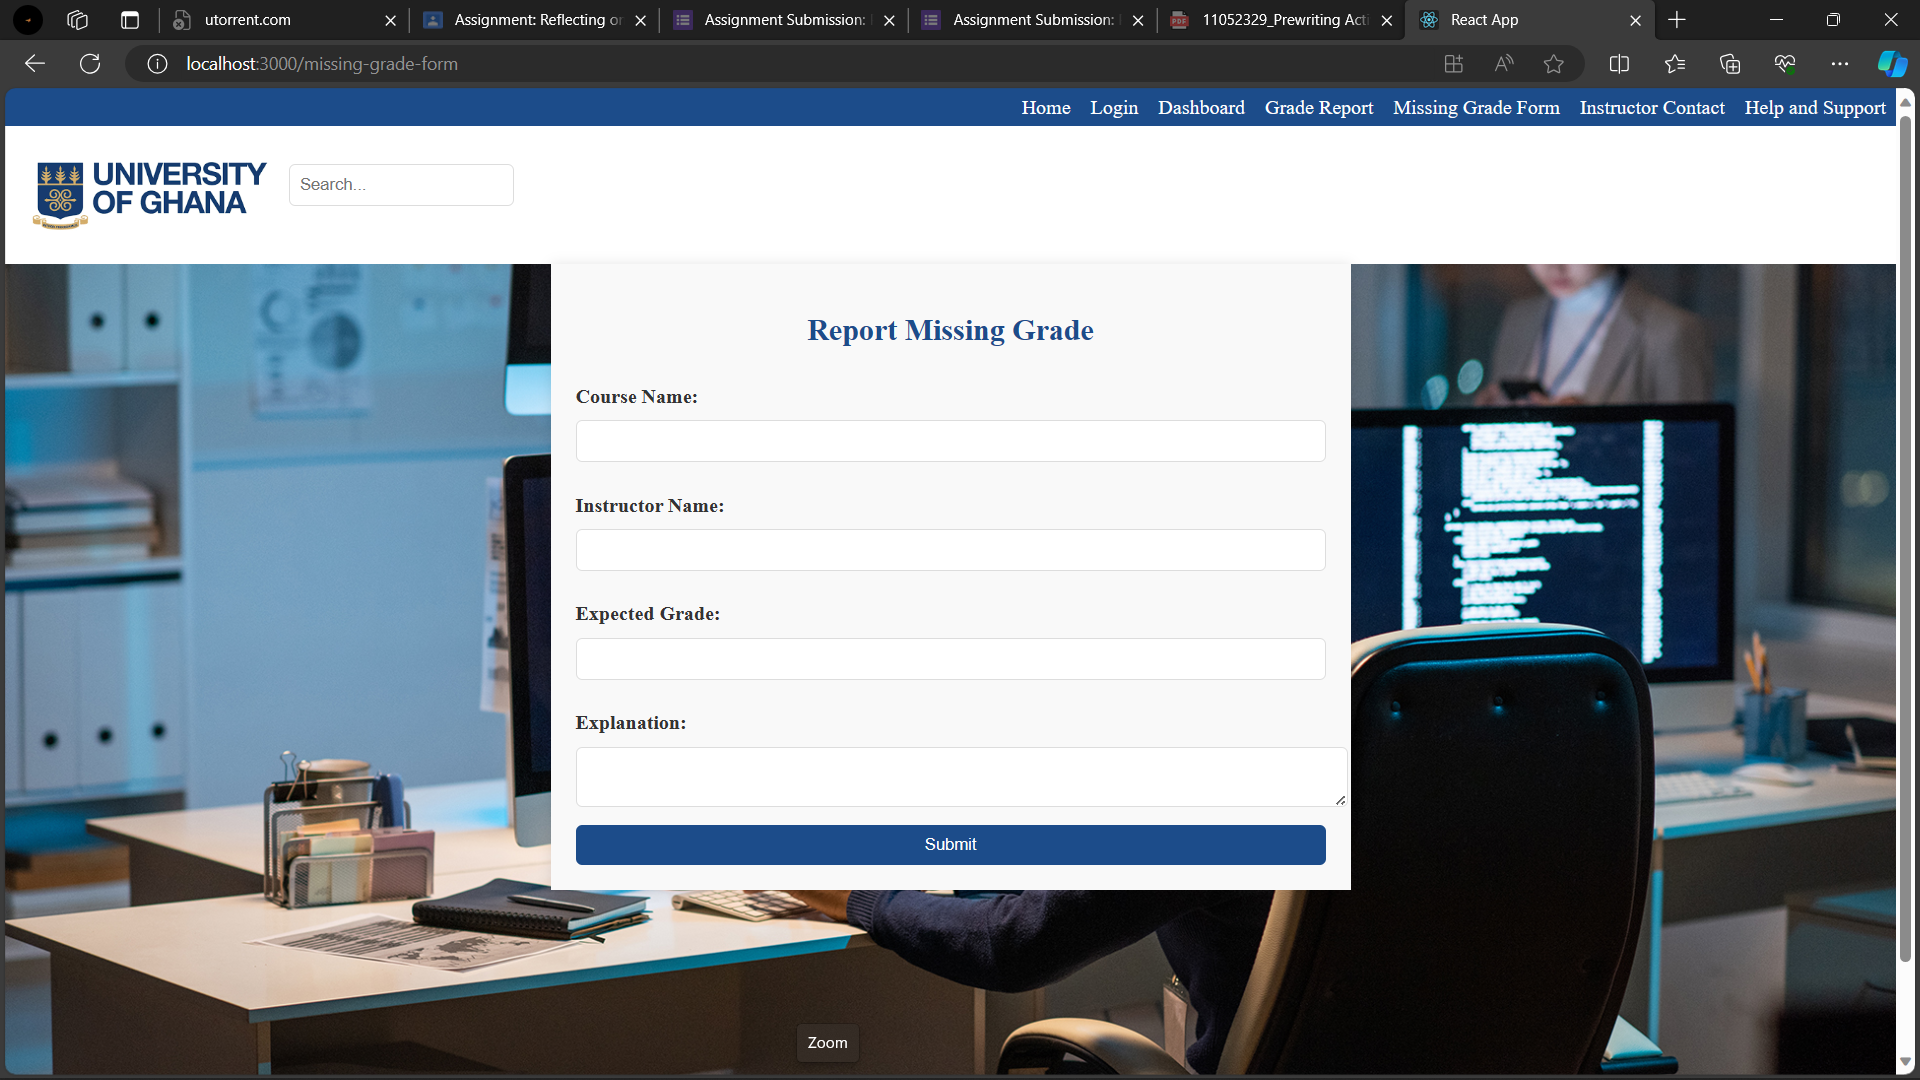 utorrent.com
Assignment: Reflecting or
Assignment Submission:
Assignment Submission:
11052329_Prewriting Acti
React App
localhost:3000/missing-grade-form
Home Login Dashboard Grade Report Missing Grade Form Instructor Contact Help and Support
UNIVERSITY
OF GHANA
Search...
Report Missing Grade
Course Name:
Instructor Name:
Expected Grade:
Explanation:
Submit
Zoom